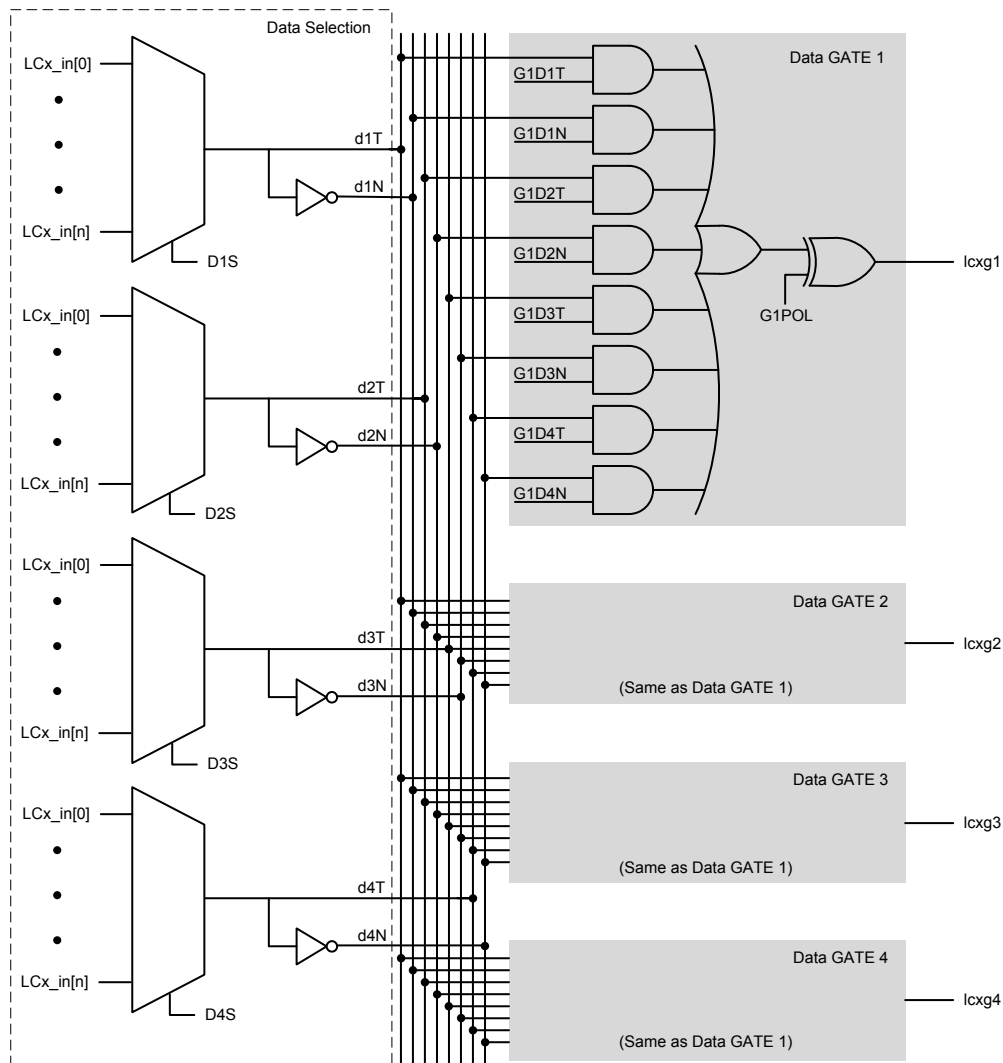 Data Selection
LCx_in[0]
LCx_in[n]
D1S
d1T
d1N
LCx_in[0]
LCx_in[n]
D2S
d2T
d2N
LCx_in[0]
LCx_in[n]
D3S
d3T
d3N
LCx_in[0]
LCx_in[n]
D4S
d4T
d4N
Data GATE 1
G1D1T
G1D1N
G1D2T
G1D2N
G1D3T
G1D3N
G1D4T
G1D4N
G1POL
lcxg1
Data GATE 2
(Same as Data GATE 1)
lcxg2
Data GATE 3
(Same as Data GATE 1)
lcxg3
Data GATE 4
(Same as Data GATE 1)
lcxg4